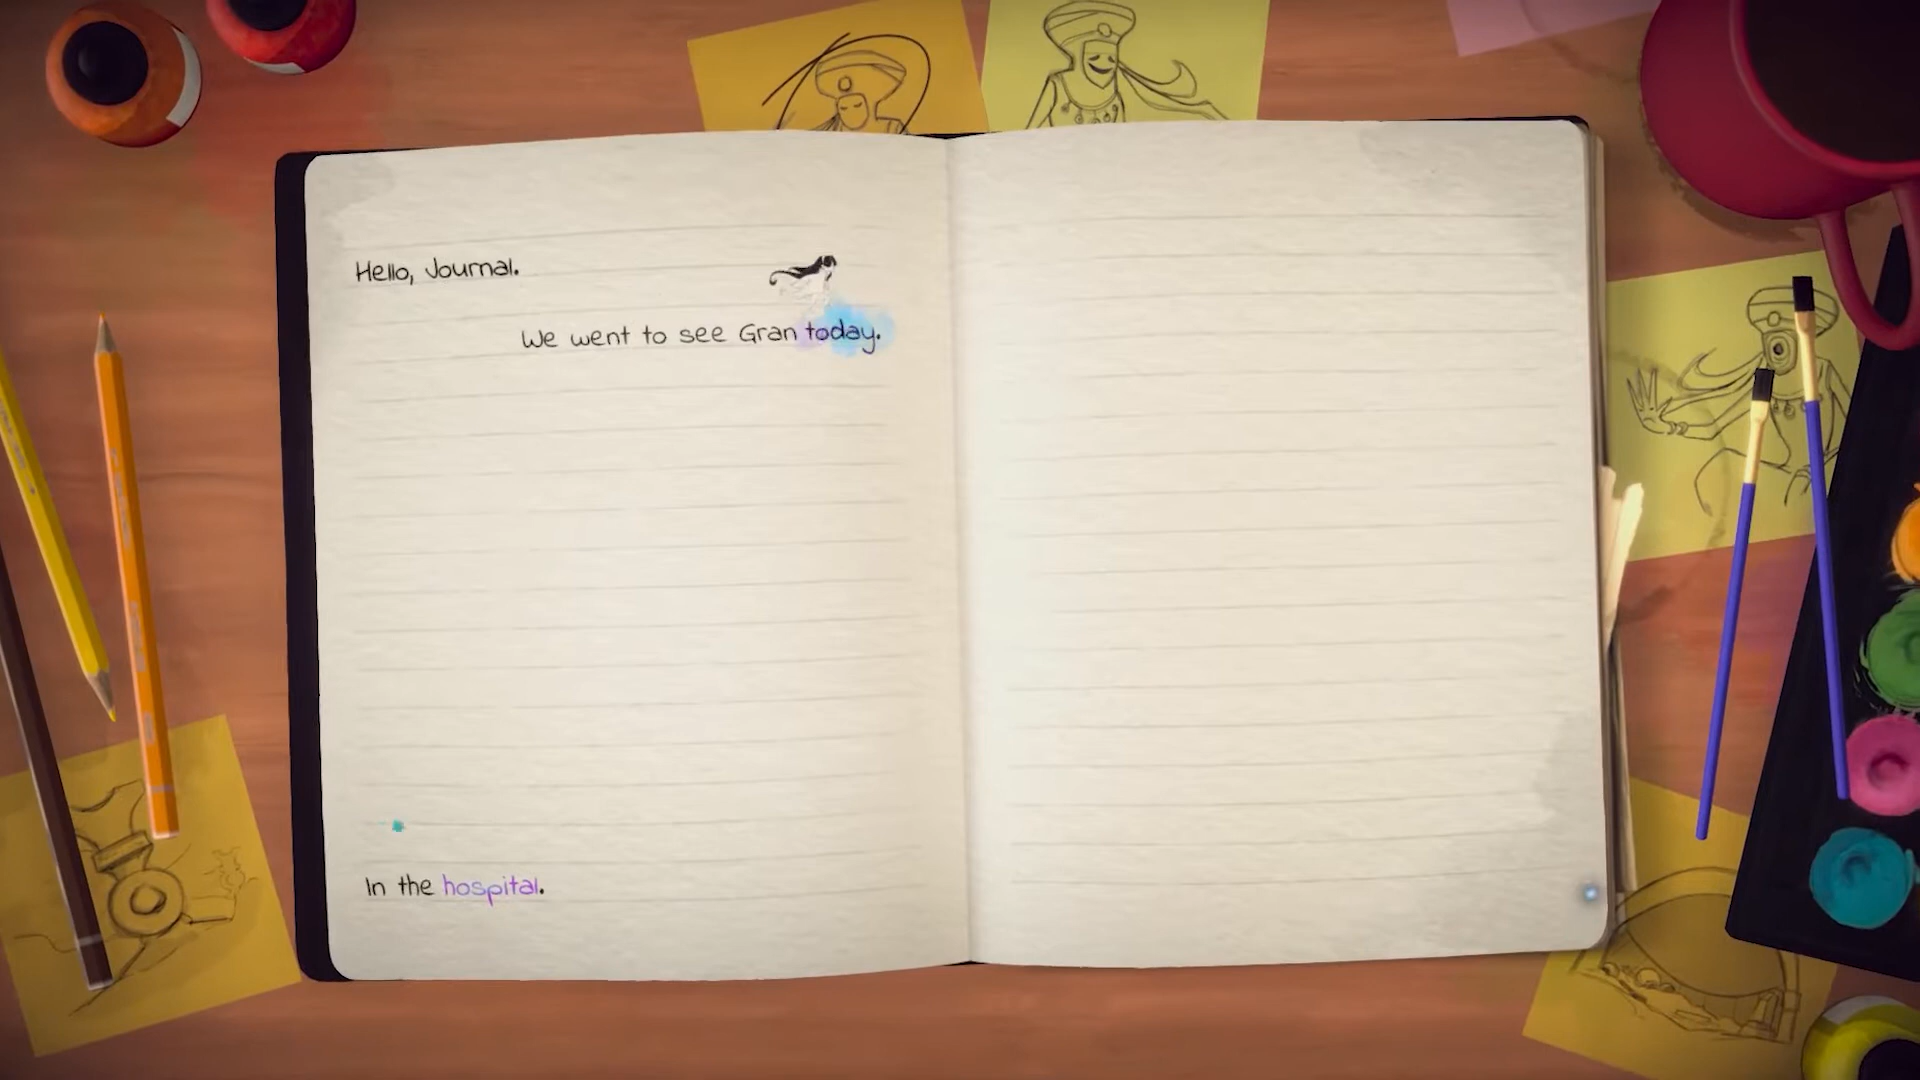 Hello, Journal.
We went to see Gran today.
In the hospital.